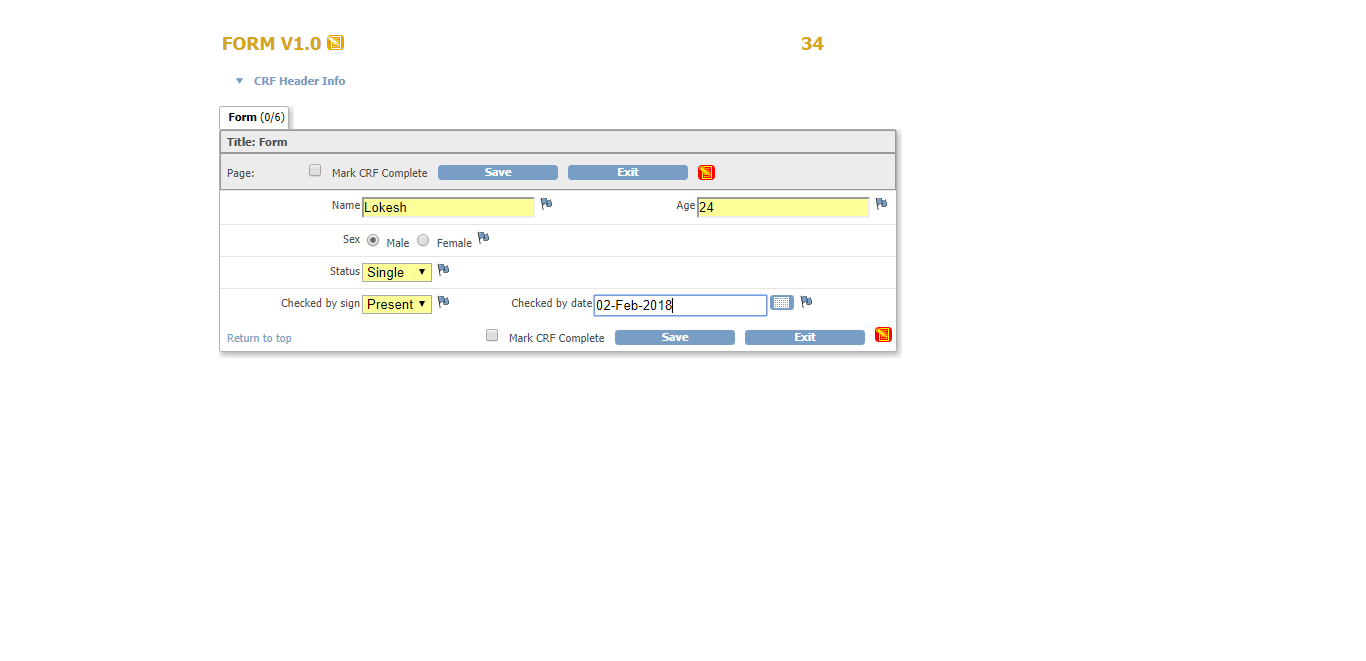 FORM V1.0 34
CRF Header Info
Form (0/6)
Title: Form
Page: Mark CRF Complete Save Exit
Name Lokesh Age 24
Sex Male Female
Status Single
Checked by sign Present Checked by date 02-Feb-2018
Return to top Mark CRF Complete Save Exit